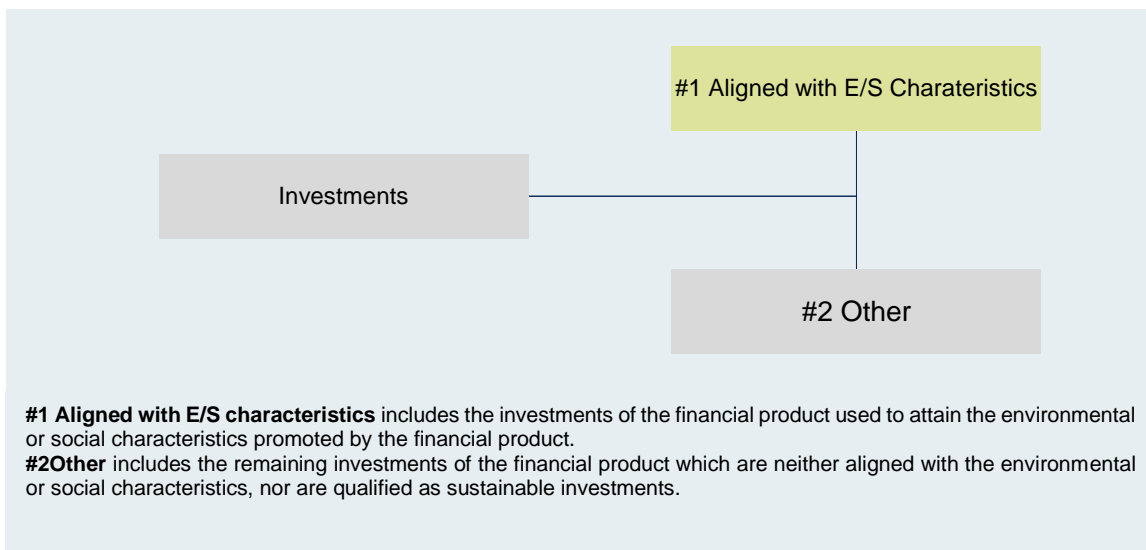 #1 Aligned with E/S Charateristics
Investments
#2 Other
#1 Aligned with E/S characteristics includes the investments of the financial product used to attain the environmental
or social characteristics promoted by the financial product.
#2Other includes the remaining investments of the financial product which are neither aligned with the environmental
or social characteristics, nor are qualified as sustainable investments.